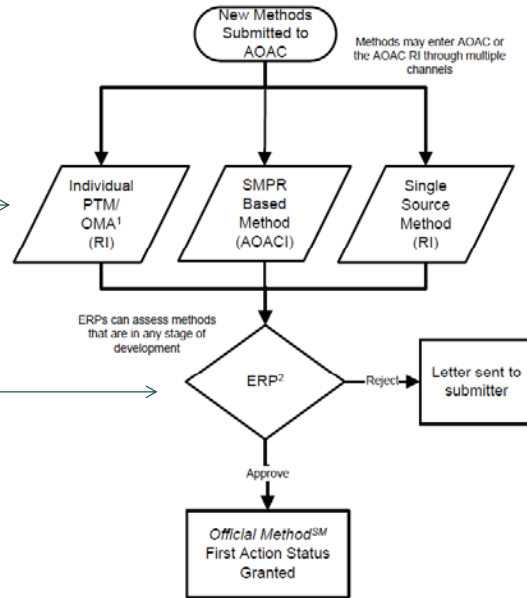 New Methods
Submitted to
AOAC
Methods may enter AOAC or
the AOAC RI through multiple
channels
Individual
PTM/
OMA¹
(RI)
SMPR
Based
Method
(AOACI)
Single
Source
Method
(RI)
ERPs can assess methods
that are in any stage of
development
ERP²
Reject
Letter sent to
submitter
Approve
Official Methodˢᴹ
First Action Status
Granted